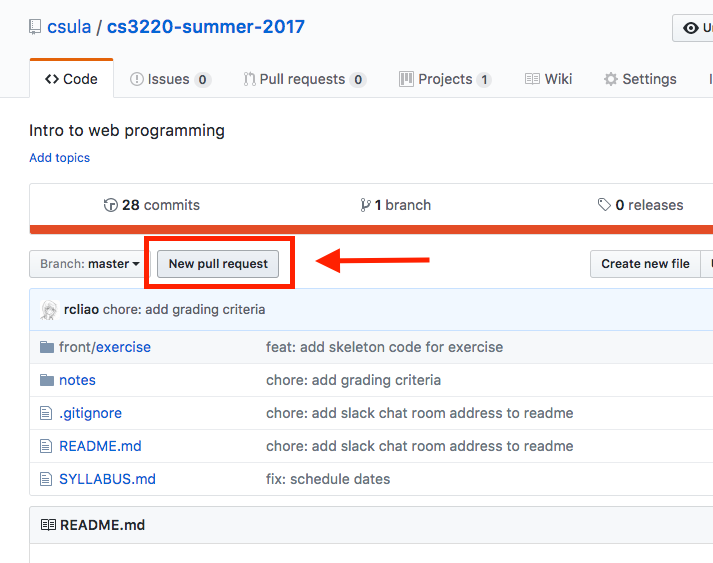 csula / cs3220-summer-2017
Code Issues 0 Pull requests 0 Projects 1 Wiki Settings
Intro to web programming
Add topics
28 commits 1 branch 0 releases
Branch: master New pull request Create new file
rcliao chore: add grading criteria
front/exercise feat: add skeleton code for exercise
notes chore: add grading criteria
.gitignore chore: add slack chat room address to readme
README.md chore: add slack chat room address to readme
SYLLABUS.md fix: schedule dates
README.md